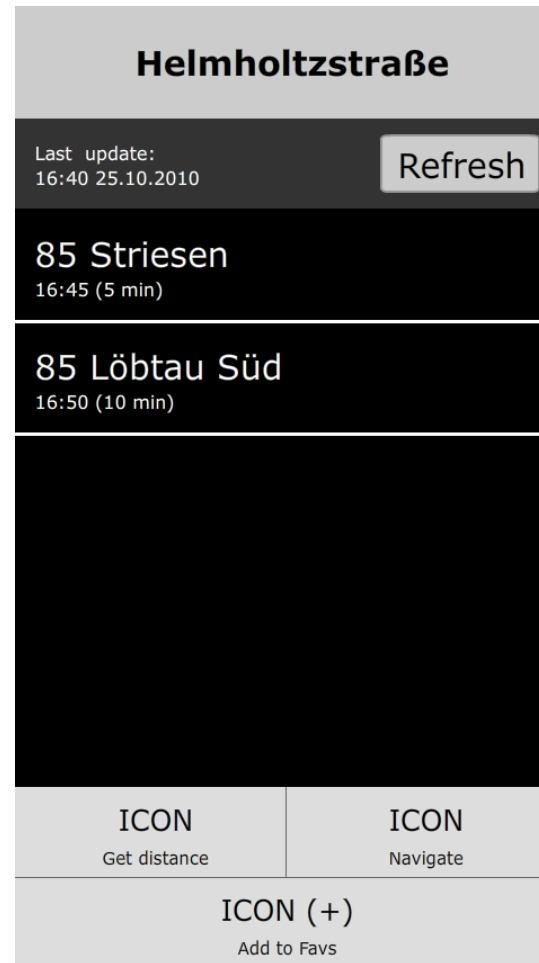 Helmholtzstraße
Last update:
16:40 25.10.2010
Refresh
85 Striesen
16:45 (5 min)
85 Löbtau Süd
16:50 (10 min)
ICON
Get distance
ICON
Navigate
ICON (+)
Add to Favs